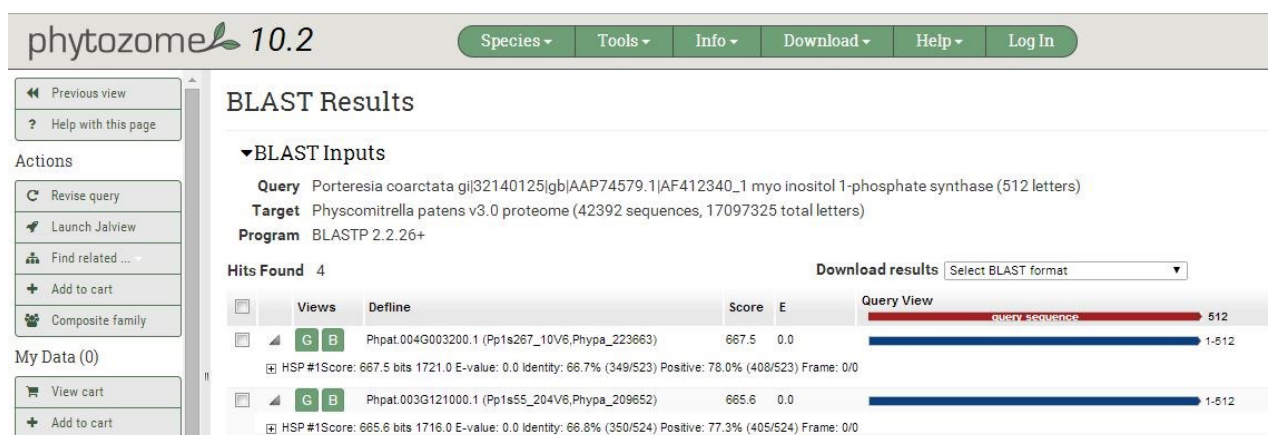 phytozome 10.2
Species Tools Info Download Help Log In
Previous view
? Help with this page
Actions
Revise query
Launch Jalview
Find related ...
Add to cart
Composite family
My Data (0)
View cart
Add to cart
BLAST Results
BLAST Inputs
Query Porteresia coarctata gi|32140125|gb|AAP74579.1|AF412340_1 myo inositol 1-phosphate synthase (512 letters)
Target Physcomitrella patens v3.0 proteome (42392 sequences, 17097325 total letters)
Program BLASTP 2.2.26+
Hits Found 4 Download results Select BLAST format
Views Defline Score E Query View
query sequence 512
G B Phpat.004G003200.1 (Pp1s267_10V6,Phypa_223663) 667.5 0.0 1-512
HSP #1Score: 667.5 bits 1721.0 E-value: 0.0 Identity: 66.7% (349/523) Positive: 78.0% (408/523) Frame: 0/0
G B Phpat.003G121000.1 (Pp1s55_204V6,Phypa_209652) 665.6 0.0 1-512
HSP #1Score: 665.6 bits 1716.0 E-value: 0.0 Identity: 66.8% (350/524) Positive: 77.3% (405/524) Frame: 0/0